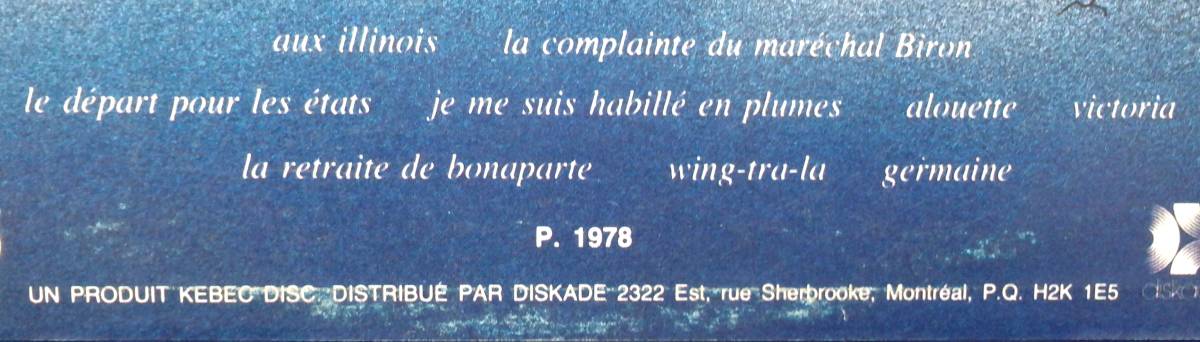 aux illinois la complainte du maréchal Biron
le départ pour les états je me suis habillé en plumes alouette victoria
la retraite de bonaparte wing-tra-la germaine
P. 1978
UN PRODUIT KEBEC DISC. DISTRIBUÉ PAR DISKADE 2322 Est, rue Sherbrooke, Montréal, P.Q. H2K 1E5